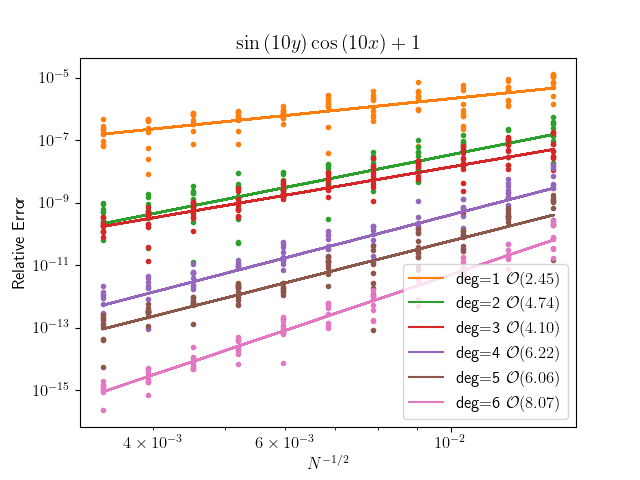 sin (10y) cos (10x) + 1
Relative Error
10⁻⁵
10⁻⁷
10⁻⁹
10⁻¹¹
10⁻¹³
10⁻¹⁵
deg=1 𝒪(2.45)
deg=2 𝒪(4.74)
deg=3 𝒪(4.10)
deg=4 𝒪(6.22)
deg=5 𝒪(6.06)
deg=6 𝒪(8.07)
4 × 10⁻³ 6 × 10⁻³ 10⁻²
N⁻¹/²